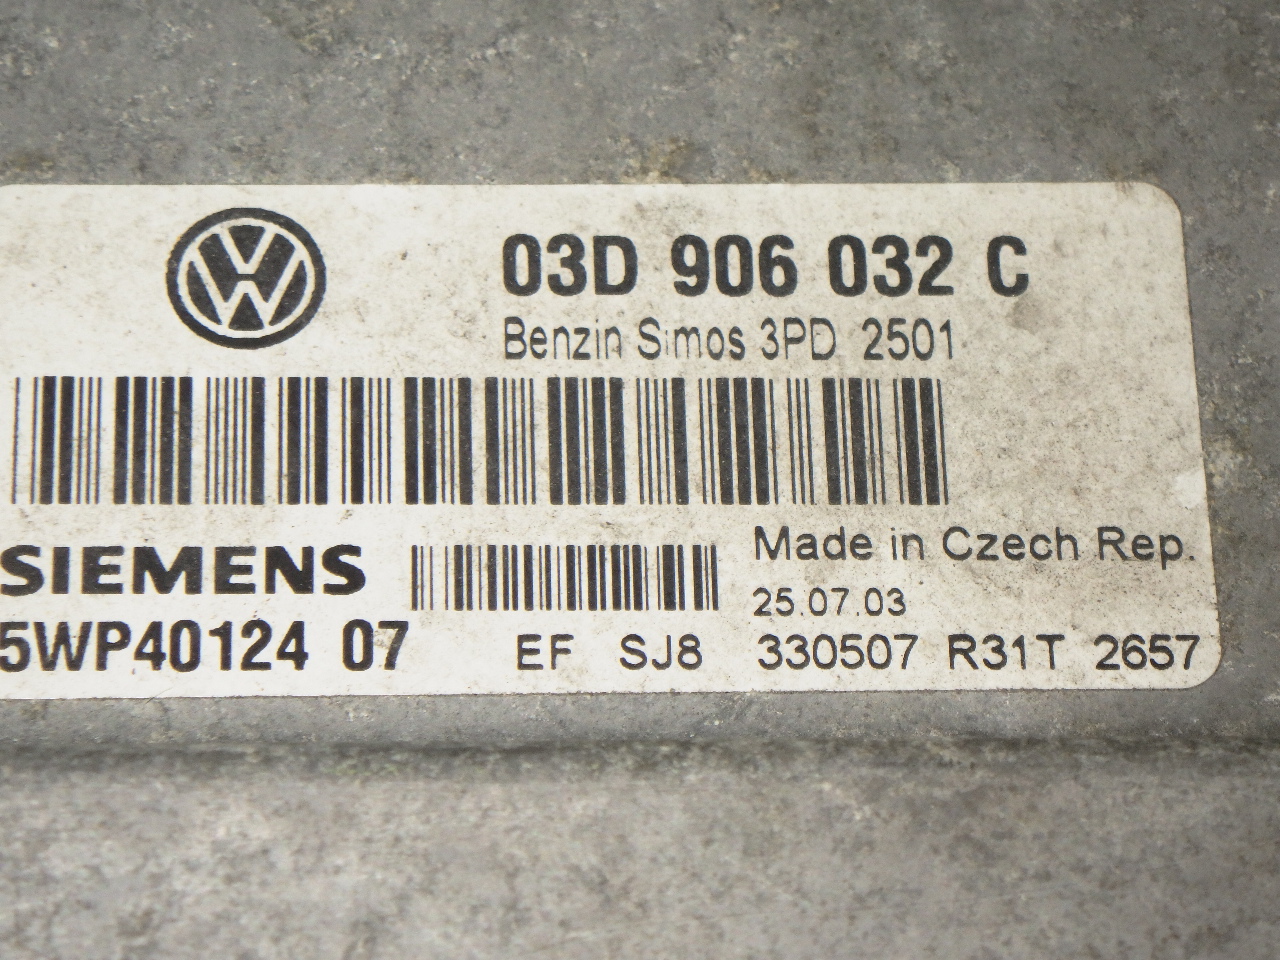 03D 906 032 C
Benzin Simos 3PD 2501
SIEMENS
Made in Czech Rep.
25.07.03
5WP40124 07
EF SJ8 330507 R31T 2657